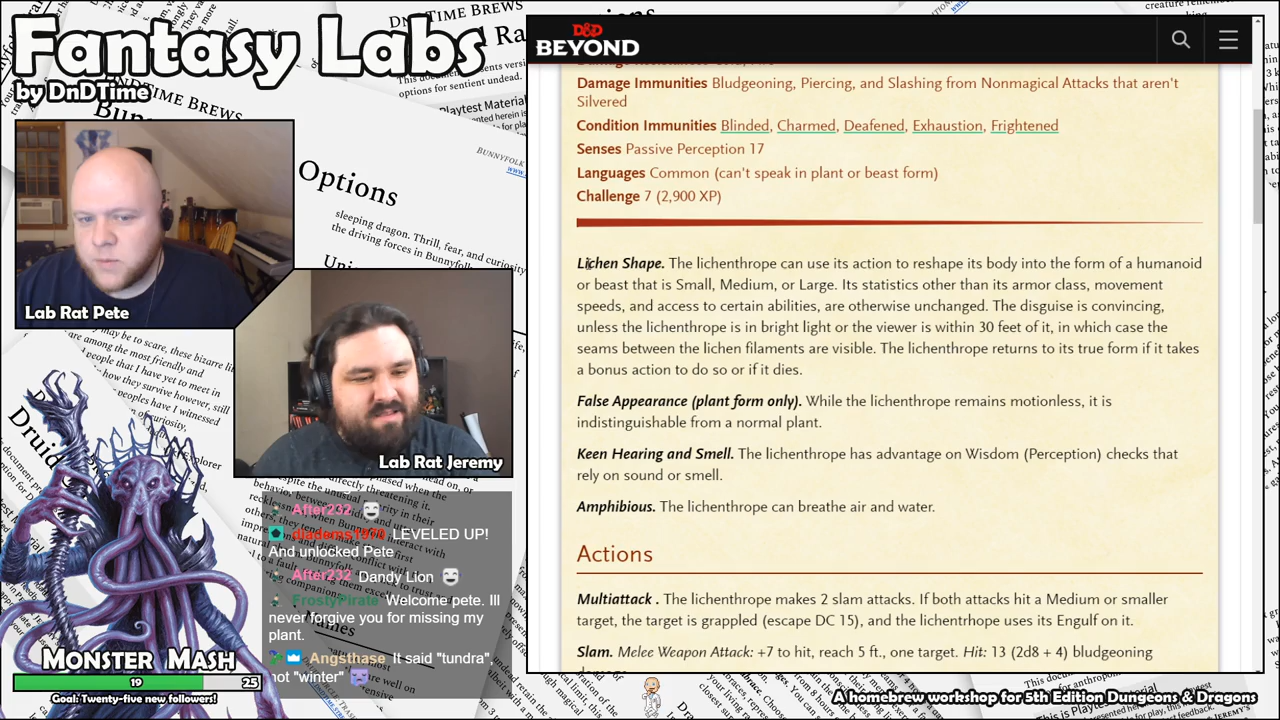 Fantasy Labs
by DnDTime
Options
sleeping dragon. Thrill, fear, and curiosity
the driving forces in Bunnyfolk
Lab Rat Pete
Lab Rat Jeremy
After232
diadems1970 LEVELED UP!
And unlocked Pete
After232 Dandy Lion
FrostyPirate Welcome pete. Ill
never forgive you for missing my
plant.
Angsthase It said "tundra",
not "winter"
MONSTER MASH
19
25
Goal: Twenty-five new followers!
D&D
BEYOND
Damage Immunities Bludgeoning, Piercing, and Slashing from Nonmagical Attacks that aren't
Silvered
Condition Immunities Blinded, Charmed, Deafened, Exhaustion, Frightened
Senses Passive Perception 17
Languages Common (can't speak in plant or beast form)
Challenge 7 (2,900 XP)
Lichen Shape. The lichenthrope can use its action to reshape its body into the form of a humanoid
or beast that is Small, Medium, or Large. Its statistics other than its armor class, movement
speeds, and access to certain abilities, are otherwise unchanged. The disguise is convincing,
unless the lichenthrope is in bright light or the viewer is within 30 feet of it, in which case the
seams between the lichen filaments are visible. The lichenthrope returns to its true form if it takes
a bonus action to do so or if it dies.
False Appearance (plant form only). While the lichenthrope remains motionless, it is
indistinguishable from a normal plant.
Keen Hearing and Smell. The lichenthrope has advantage on Wisdom (Perception) checks that
rely on sound or smell.
Amphibious. The lichenthrope can breathe air and water.
Actions
Multiattack . The lichenthrope makes 2 slam attacks. If both attacks hit a Medium or smaller
target, the target is grappled (escape DC 15), and the lichentrhope uses its Engulf on it.
Slam. Melee Weapon Attack: +7 to hit, reach 5 ft., one target. Hit: 13 (2d8 + 4) bludgeoning
A homebrew workshop for 5th Edition Dungeons & Dragons